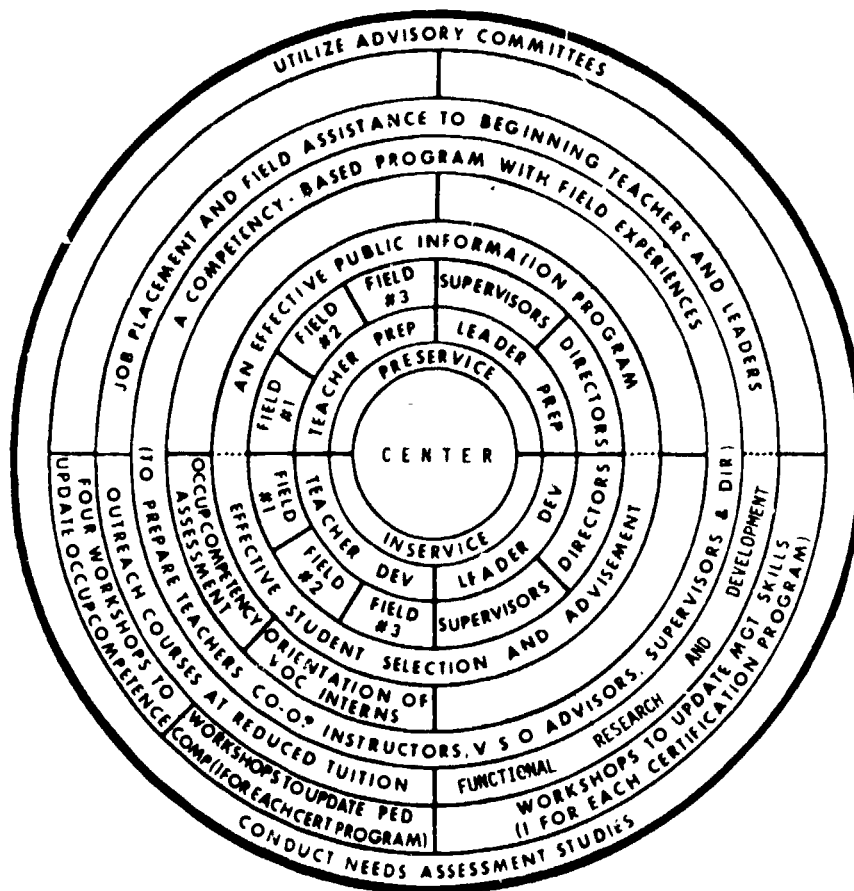 UTILIZE ADVISORY COMMITTEES
JOB PLACEMENT AND FIELD ASSISTANCE TO BEGINNING TEACHERS AND LEADERS
A COMPETENCY-BASED PROGRAM WITH FIELD EXPERIENCES
AN EFFECTIVE PUBLIC INFORMATION PROGRAM
FIELD #1
FIELD #2
FIELD #3
SUPERVISORS
DIRECTORS
TEACHER PREP
LEADER PREP
PRESERVICE
CENTER
INSERVICE
TEACHER DEV
LEADER DEV
FIELD #1
FIELD #2
FIELD #3
SUPERVISORS
DIRECTORS
EFFECTIVE STUDENT SELECTION AND ADVISEMENT
OCCUP COMPETENCY
ASSESSMENT
ORIENTATION OF
VOC INTERNS
(TO PREPARE TEACHERS CO-OP INSTRUCTORS, V S O ADVISORS, SUPERVISORS & DIR)
OUTREACH COURSES AT REDUCED TUITION
FUNCTIONAL RESEARCH AND DEVELOPMENT
FOUR WORKSHOPS TO
UPDATE OCCUP COMPETENCE
WORKSHOPS TO UPDATE PED
COMP (1 FOR EACH CERT PROGRAM)
WORKSHOPS TO UPDATE MGT SKILLS
(1 FOR EACH CERTIFICATION PROGRAM)
CONDUCT NEEDS ASSESSMENT STUDIES